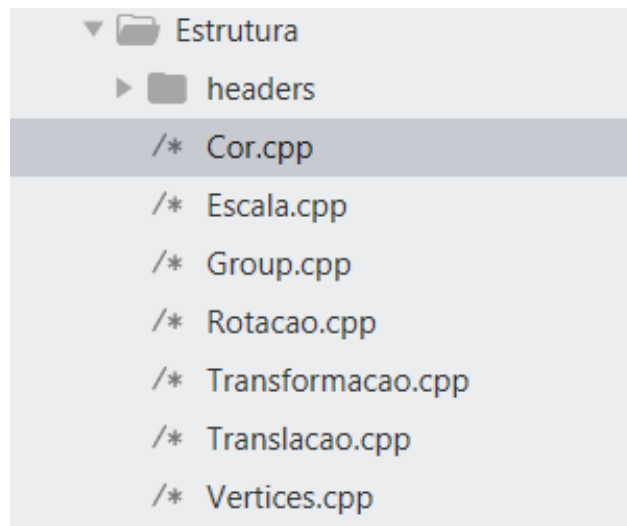 Estrutura
headers
/* Cor.cpp
/* Escala.cpp
/* Group.cpp
/* Rotacao.cpp
/* Transformacao.cpp
/* Translacao.cpp
/* Vertices.cpp